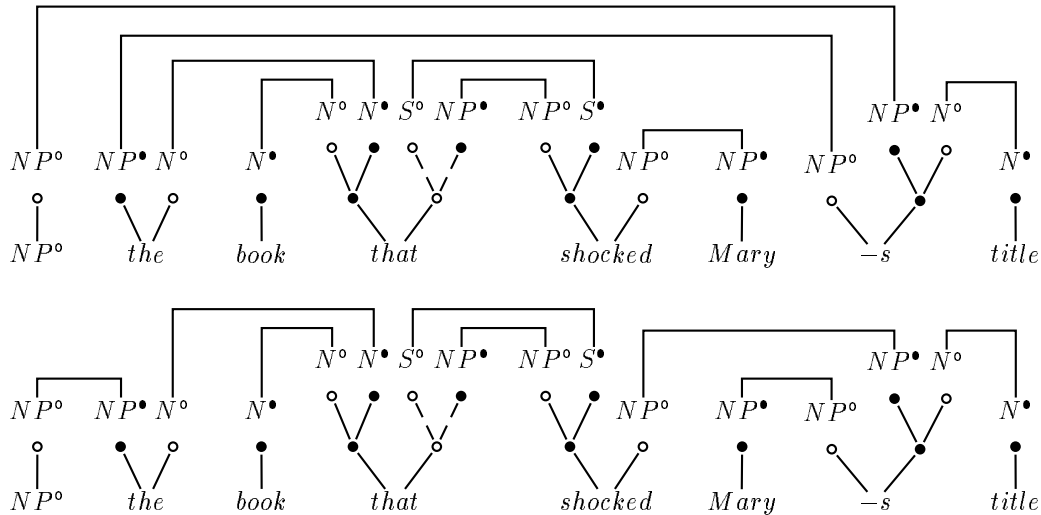 N° N• S° NP• NP° S• NP• N°
NP° NP• N° N• NP° NP• NP° N•
NP° the book that shocked Mary −s title
N° N• S° NP• NP° S• NP• N°
NP° NP• N° N• NP° NP• NP° N•
NP° the book that shocked Mary −s title